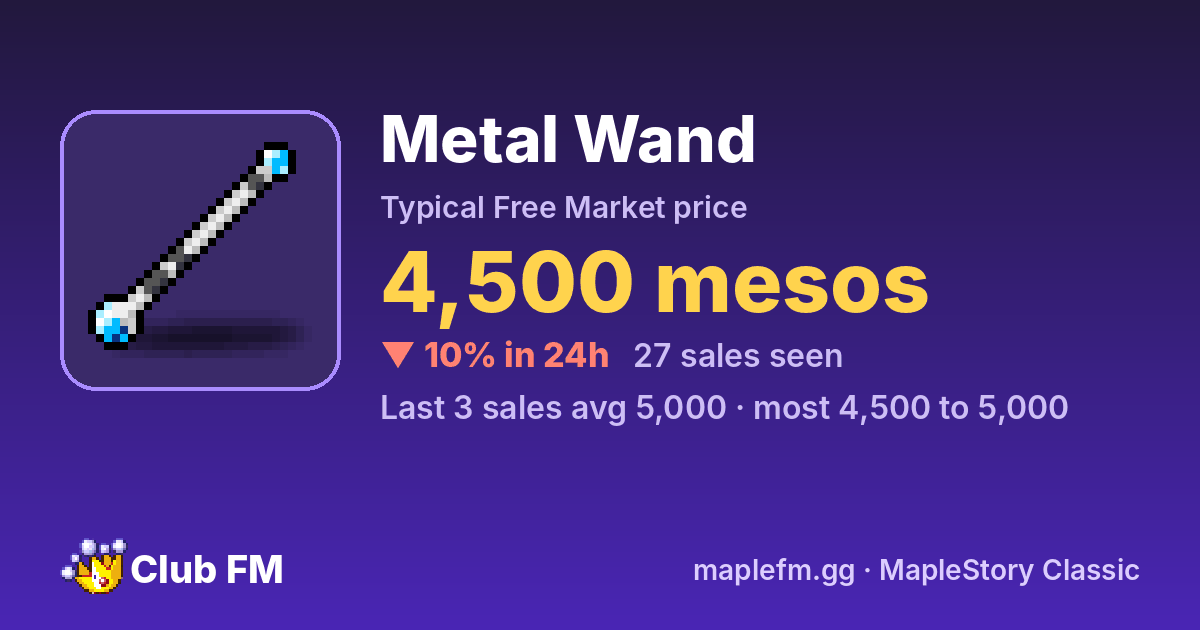 Metal Wand
Typical Free Market price
4,500 mesos
▼ 10% in 24h 27 sales seen
Last 3 sales avg 5,000 · most 4,500 to 5,000
Club FM
maplefm.gg · MapleStory Classic